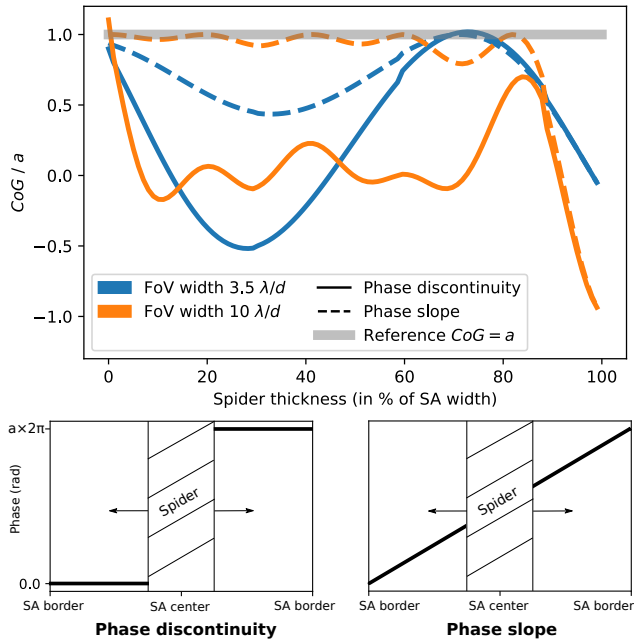 1.0
0.5
0.0
−0.5
−1.0
CoG / a
FoV width 3.5 λ/d
FoV width 10 λ/d
Phase discontinuity
Phase slope
Reference CoG = a
0 20 40 60 80 100
Spider thickness (in % of SA width)
a×2π
0.0
Phase (rad)
Spider
SA border SA center SA border
Phase discontinuity
Spider
SA border SA center SA border
Phase slope